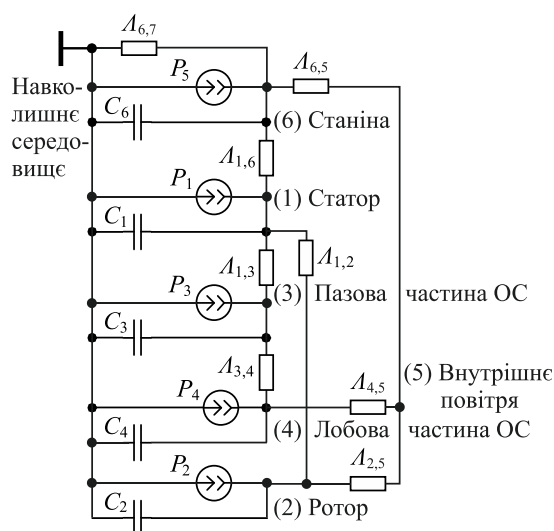 Λ6,7
Навко-
лишнє
середо-
вищє
P5
Λ6,5
C6
(6) Станіна
Λ1,6
P1
(1) Статор
C1
Λ1,2
Λ1,3
P3
(3) Пазова частина ОС
C3
Λ3,4
(5) Внутрішнє
повітря
P4
Λ4,5
(4) Лобова частина ОС
C4
P2
Λ2,5
(2) Ротор
C2